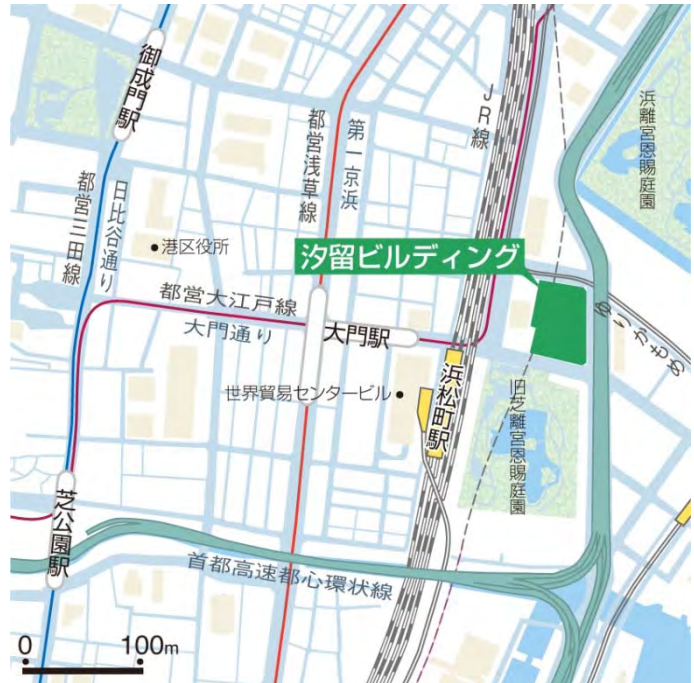 御成門駅
都営三田線
日比谷通り
港区役所
都営浅草線
第一京浜
JR線
浜離宮恩賜庭園
汐留ビルディング
ゆりかもめ
都営大江戸線
大門通り
大門駅
世界貿易センタービル
浜松町駅
旧芝離宮恩賜庭園
芝公園駅
首都高速都心環状線
0 100m